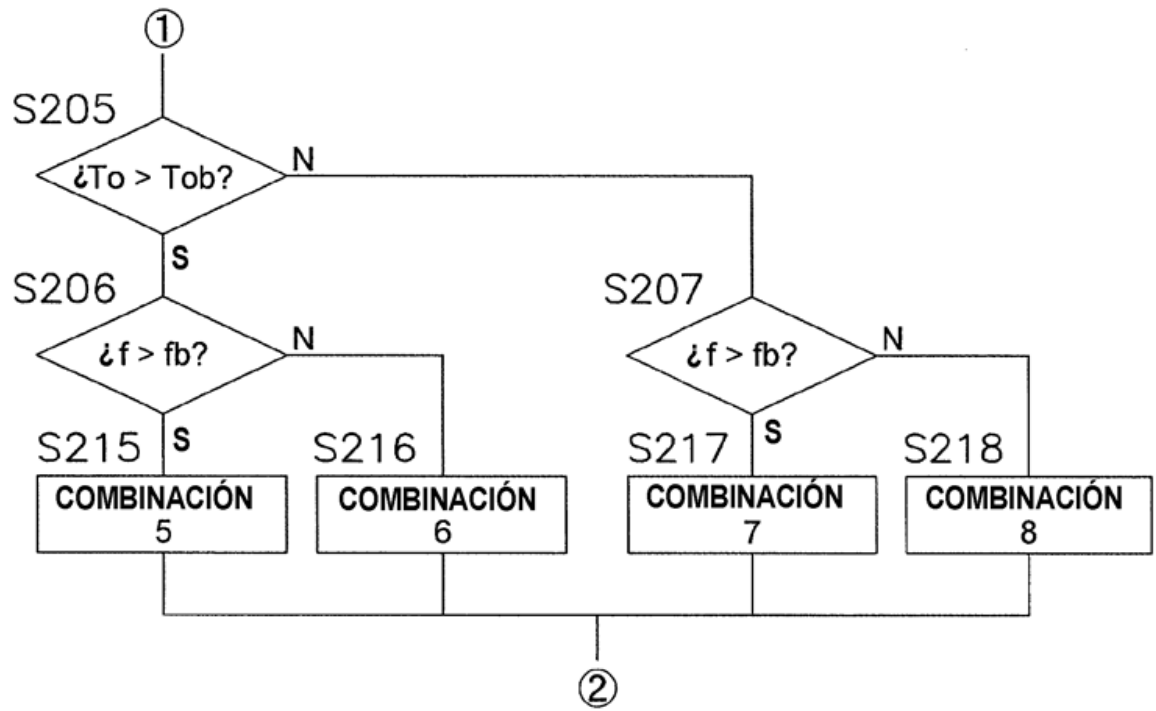 ①
S205
¿To > Tob?
N
S
S206
¿f > fb?
N
S
S207
¿f > fb?
N
S
S215
COMBINACIÓN
5
S216
COMBINACIÓN
6
S217
COMBINACIÓN
7
S218
COMBINACIÓN
8
②